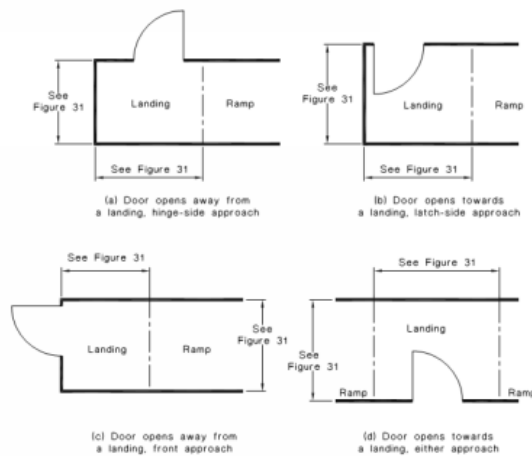 See
Figure 31
Landing
Ramp
See Figure 31
(a) Door opens away from
a landing, hinge-side approach
See
Figure 31
Landing
Ramp
See Figure 31
(b) Door opens towards
a landing, latch-side approach
See Figure 31
Landing
Ramp
See
Figure 31
(c) Door opens away from
a landing, front approach
See Figure 31
Landing
See
Figure 31
Ramp
Ramp
(d) Door opens towards
a landing, either approach